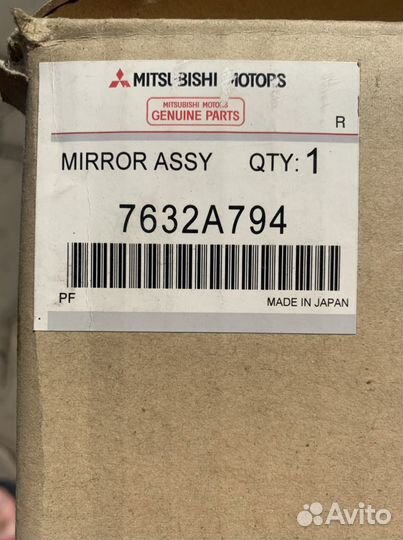 MITSUBISHI MOTORS
MITSUBISHI MOTORS
GENUINE PARTS
R
MIRROR ASSY QTY: 1
7632A794
PF MADE IN JAPAN
Avito